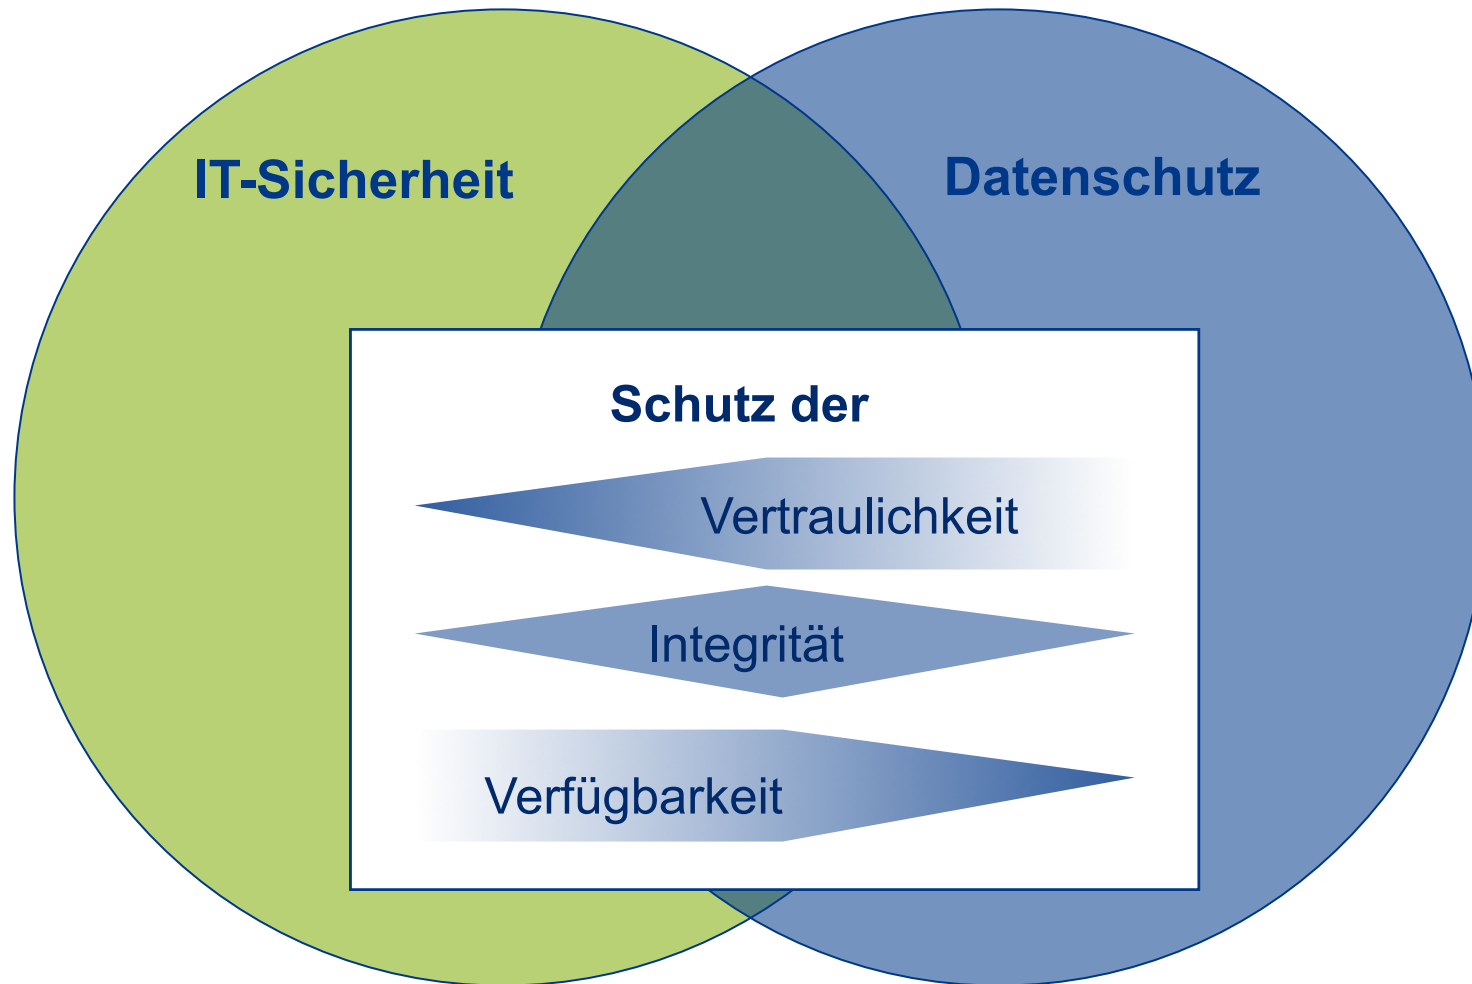 IT-Sicherheit
Datenschutz
Schutz der
Vertraulichkeit
Integrität
Verfügbarkeit